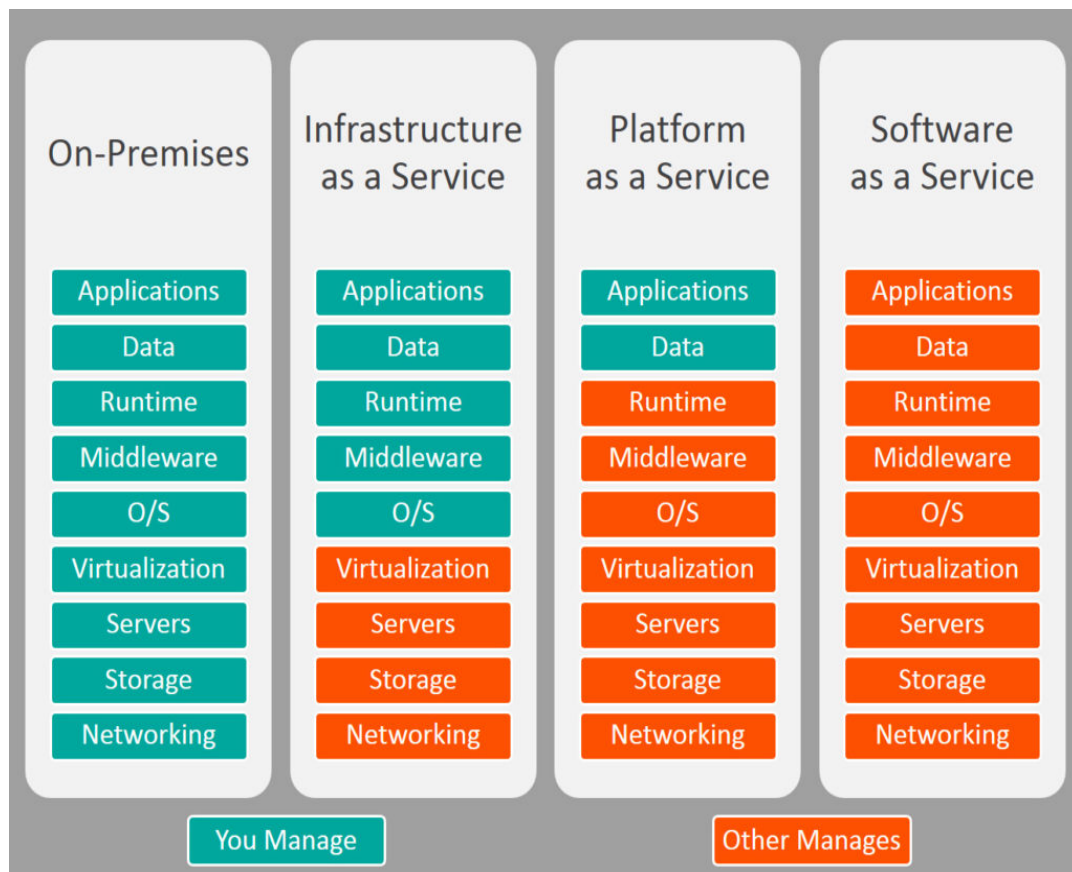 On-Premises
Applications
Data
Runtime
Middleware
O/S
Virtualization
Servers
Storage
Networking
Infrastructure
as a Service
Applications
Data
Runtime
Middleware
O/S
Virtualization
Servers
Storage
Networking
Platform
as a Service
Applications
Data
Runtime
Middleware
O/S
Virtualization
Servers
Storage
Networking
Software
as a Service
Applications
Data
Runtime
Middleware
O/S
Virtualization
Servers
Storage
Networking
You Manage
Other Manages